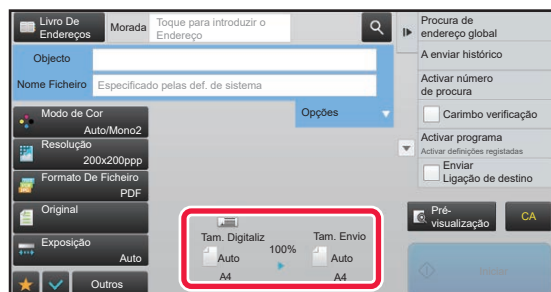 Livro De
Endereços
Morada
Toque para introduzir o
Endereço
Objecto
Nome Ficheiro
Especificado pelas def. de sistema
Opções
Modo de Cor
Auto/Mono2
Resolução
200x200ppp
Formato De Ficheiro
PDF
Original
Exposição
Auto
Outros
Tam. Digitaliz
100%
Tam. Envio
Auto
Auto
A4
A4
Procura de
endereço global
A enviar histórico
Activar número
de procura
Carimbo verificação
Activar programa
Activar definições registadas
Enviar
Ligação de destino
Pré-
visualização
CA